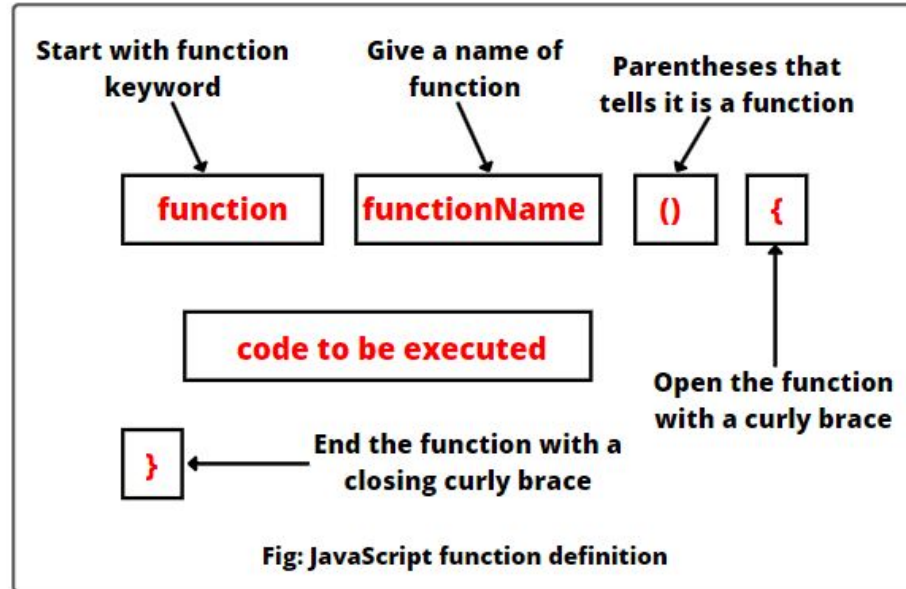 Start with function
keyword
Give a name of
function
Parentheses that
tells it is a function
function
functionName
()
{
code to be executed
Open the function
with a curly brace
}
End the function with a
closing curly brace
Fig: JavaScript function definition